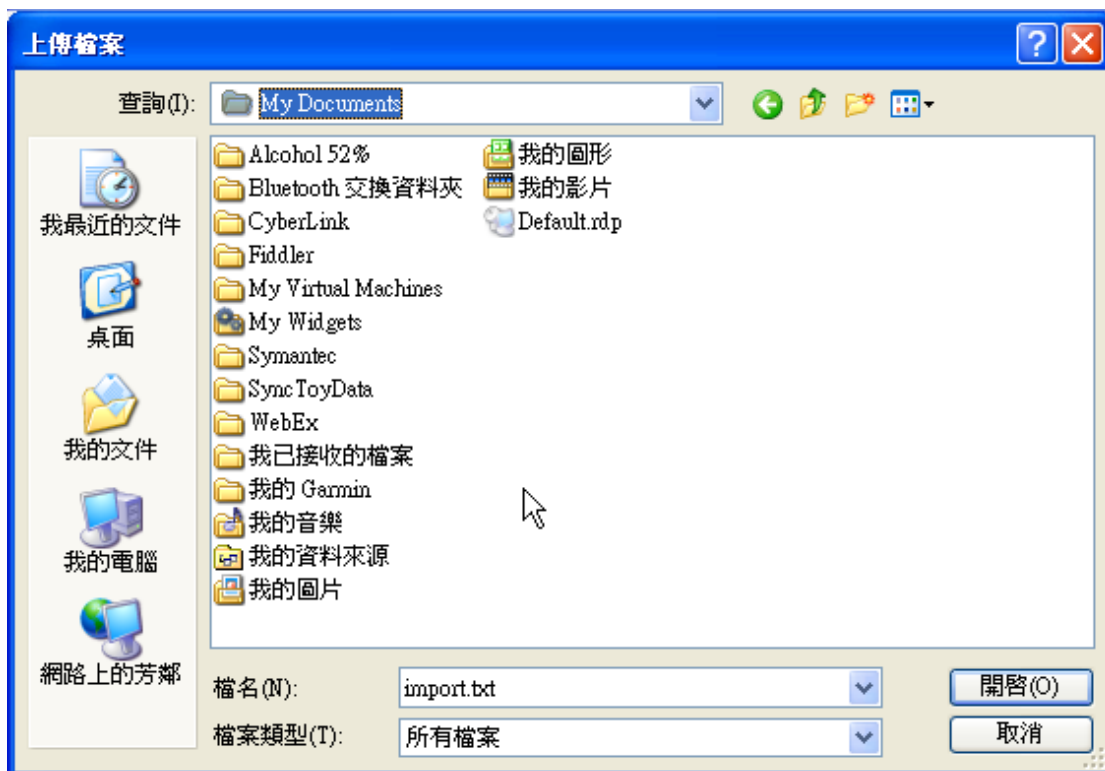 上傳檔案
查詢(I): My Documents
我最近的文件
桌面
我的文件
我的電腦
網路上的芳鄰
Alcohol 52%
Bluetooth 交換資料夾
CyberLink
Fiddler
My Virtual Machines
My Widgets
Symantec
SyncToyData
WebEx
我已接收的檔案
我的 Garmin
我的音樂
我的資料來源
我的圖片
我的圖形
我的影片
Default.rdp
檔名(N): import.txt 開啓(O)
檔案類型(T): 所有檔案 取消